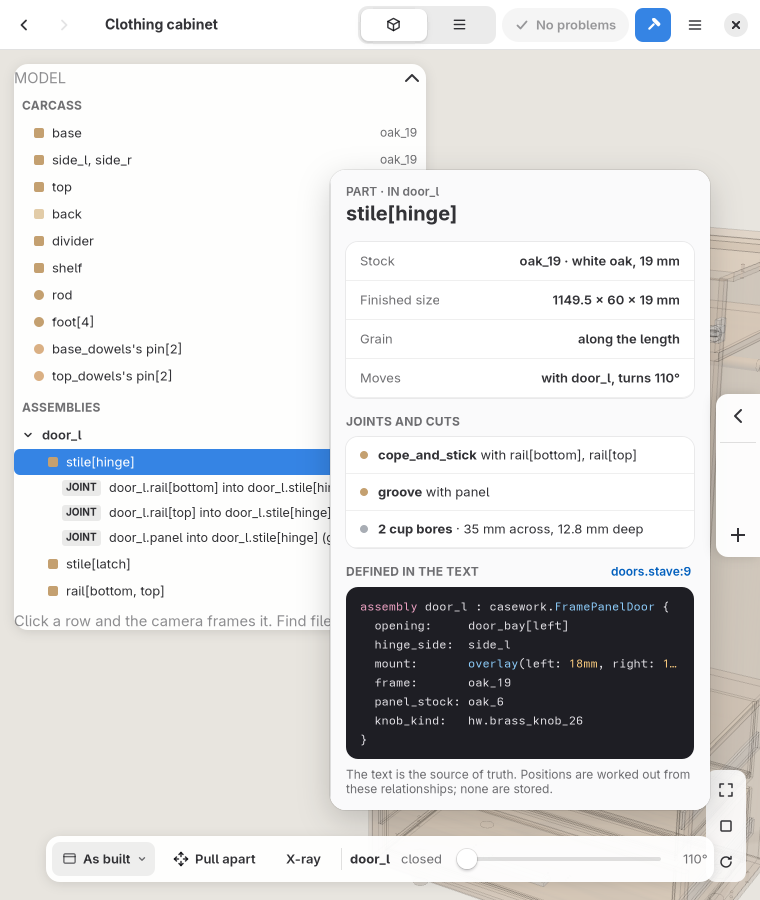 Clothing cabinet
No problems
MODEL
CARCASS
base oak_19
side_l, side_r oak_19
top
back
divider
shelf
rod
foot[4]
base_dowels's pin[2]
top_dowels's pin[2]
ASSEMBLIES
door_l
stile[hinge]
JOINT door_l.rail[bottom] into door_l.stile[hin
JOINT door_l.rail[top] into door_l.stile[hinge]
JOINT door_l.panel into door_l.stile[hinge] (g
stile[latch]
rail[bottom, top]
Click a row and the camera frames it. Find file
PART · IN door_l
stile[hinge]
Stock oak_19 · white oak, 19 mm
Finished size 1149.5 × 60 × 19 mm
Grain along the length
Moves with door_l, turns 110°
JOINTS AND CUTS
cope_and_stick with rail[bottom], rail[top]
groove with panel
2 cup bores · 35 mm across, 12.8 mm deep
DEFINED IN THE TEXT doors.stave:9
assembly door_l : casework.FramePanelDoor {
opening: door_bay[left]
hinge_side: side_l
mount: overlay(left: 18mm, right: 1…
frame: oak_19
panel_stock: oak_6
knob_kind: hw.brass_knob_26
}
The text is the source of truth. Positions are worked out from
these relationships; none are stored.
As built Pull apart X-ray door_l closed 110°